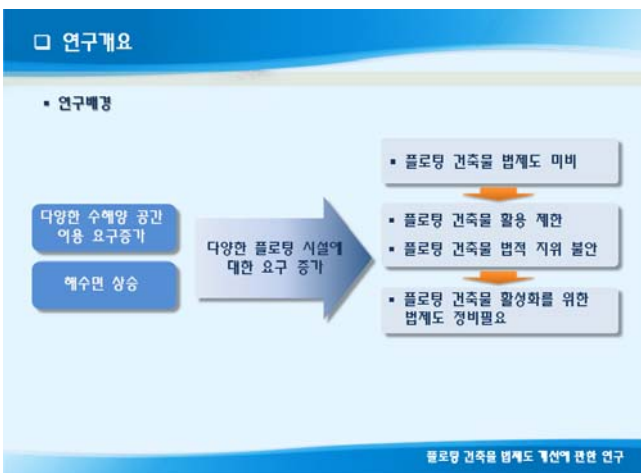 □ 연구개요
▪ 연구배경
다양한 수해양 공간
이용 요구증가
해수면 상승
다양한 플로팅 시설에
대한 요구 증가
▪ 플로팅 건축물 법제도 미비
▪ 플로팅 건축물 활용 제한
▪ 플로팅 건축물 법적 지위 불안
▪ 플로팅 건축물 활성화를 위한
법제도 정비필요
플로팅 건축물 법제도 개선에 관한 연구